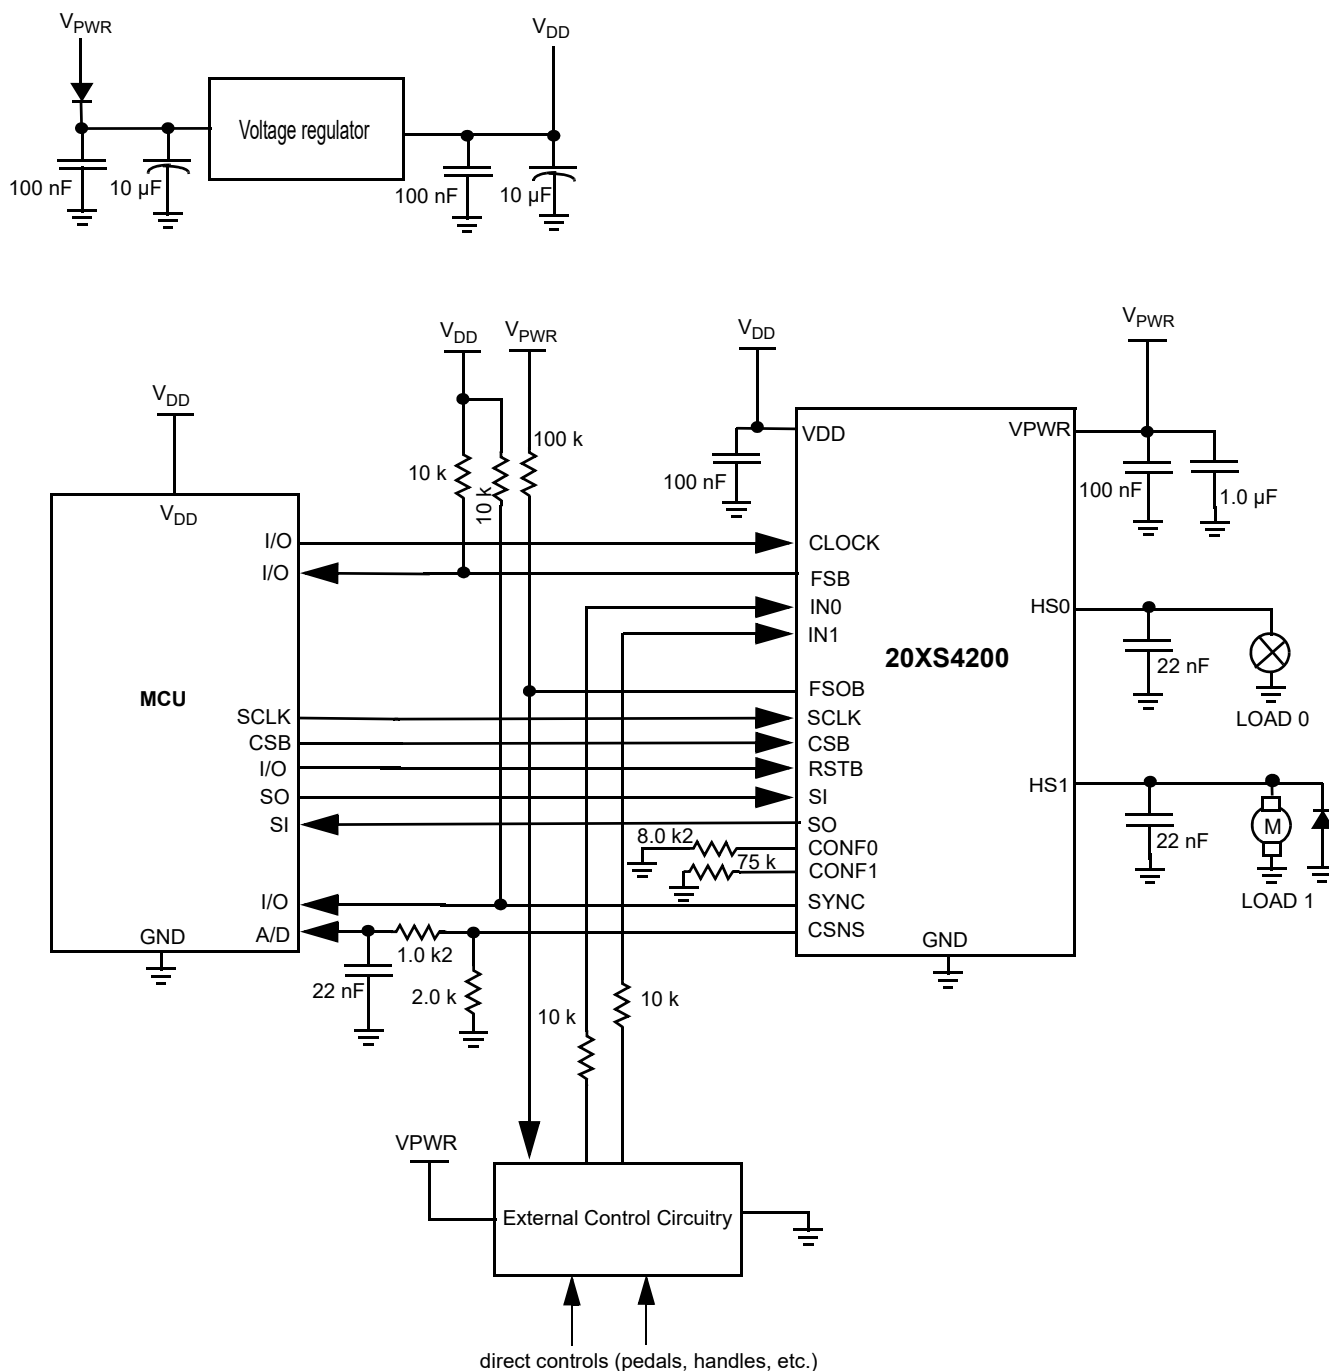 VPWR
VDD
Voltage regulator
100 nF
10 µF
100 nF
10 µF
VDD
VPWR
VDD
VPWR
VDD
100 k
10 k
10 k
VDD
VPWR
100 nF
100 nF
1.0 µF
VDD
I/O
CLOCK
I/O
FSB
IN0
HS0
IN1
20XS4200
22 nF
MCU
FSOB
LOAD 0
SCLK
SCLK
CSB
CSB
I/O
RSTB
HS1
SO
SI
SI
SO
M
8.0 k2
CONF0
22 nF
75 k
CONF1
I/O
SYNC
LOAD 1
GND
A/D
CSNS
GND
1.0 k2
22 nF
2.0 k
10 k
10 k
VPWR
External Control Circuitry
direct controls (pedals, handles, etc.)